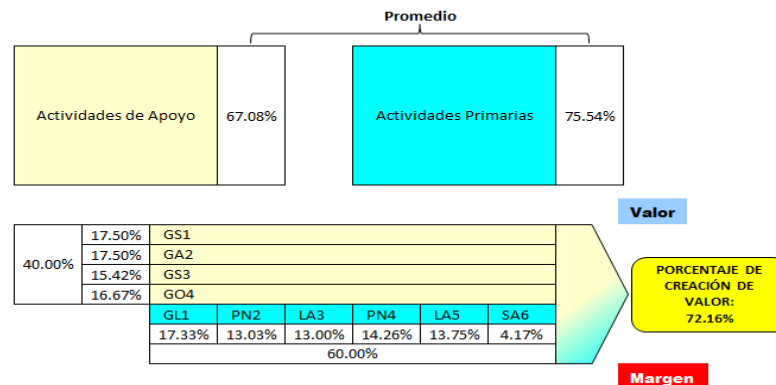 Promedio
Actividades de Apoyo 67.08% Actividades Primarias 75.54%
Valor
40.00%
17.50% GS1
17.50% GA2
15.42% GS3
16.67% GO4
GL1 PN2 LA3 PN4 LA5 SA6
17.33% 13.03% 13.00% 14.26% 13.75% 4.17%
60.00%
PORCENTAJE DE
CREACIÓN DE
VALOR:
72.16%
Margen